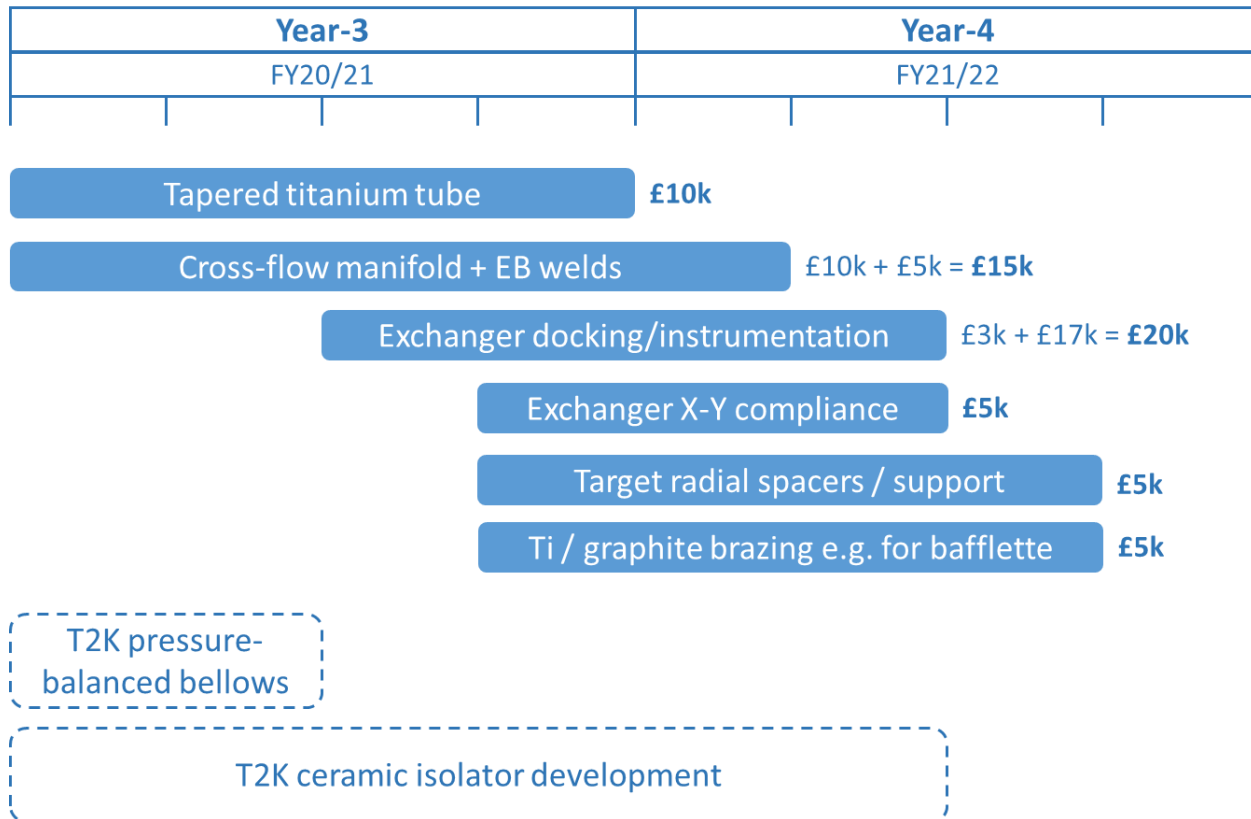 Year-3
Year-4
FY20/21
FY21/22
Tapered titanium tube
£10k
Cross-flow manifold + EB welds
£10k + £5k = £15k
Exchanger docking/instrumentation
£3k + £17k = £20k
Exchanger X-Y compliance
£5k
Target radial spacers / support
£5k
Ti / graphite brazing e.g. for bafflette
£5k
T2K pressure-
balanced bellows
T2K ceramic isolator development